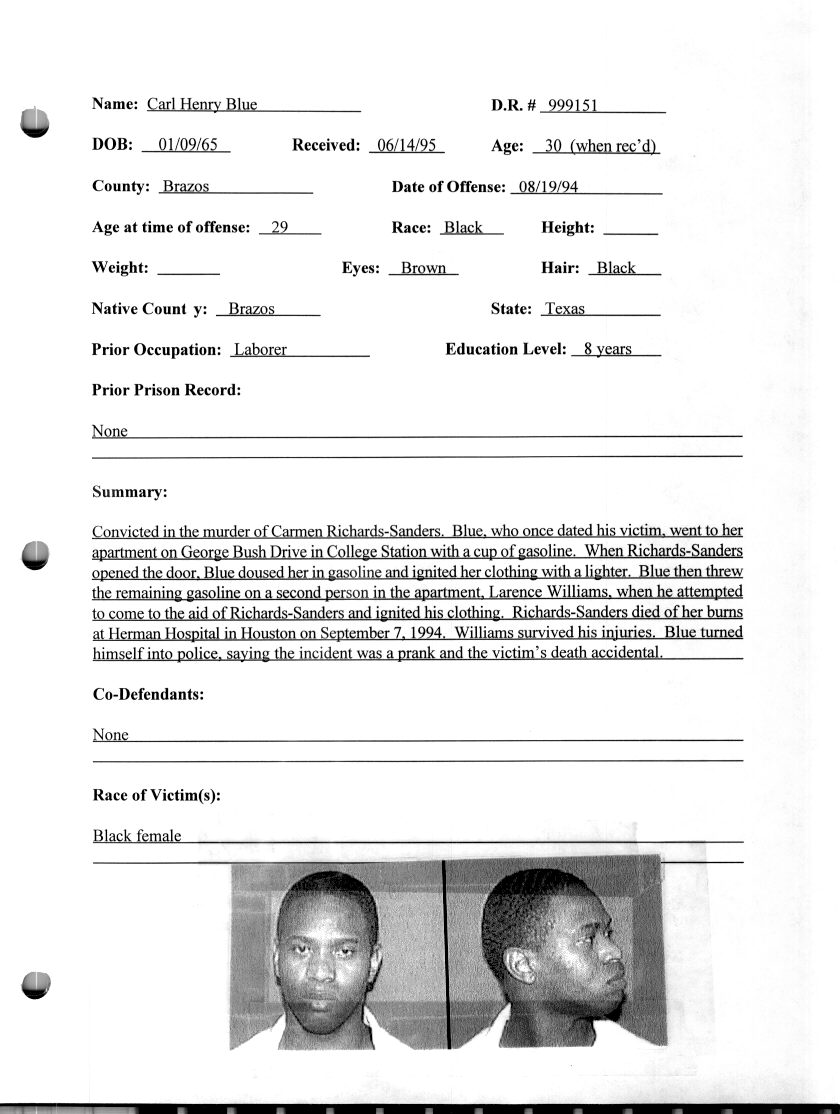 Name: Carl Henry Blue D.R. # 999151
DOB: 01/09/65 Received: 06/14/95 Age: 30 (when rec'd)
County: Brazos Date of Offense: 08/19/94
Age at time of offense: 29 Race: Black Height:
Weight: Eyes: Brown Hair: Black
Native Count y: Brazos State: Texas
Prior Occupation: Laborer Education Level: 8 years
Prior Prison Record:
None
Summary:
Convicted in the murder of Carmen Richards-Sanders. Blue, who once dated his victim, went to her
apartment on George Bush Drive in College Station with a cup of gasoline. When Richards-Sanders
opened the door, Blue doused her in gasoline and ignited her clothing with a lighter. Blue then threw
the remaining gasoline on a second person in the apartment, Larence Williams, when he attempted
to come to the aid of Richards-Sanders and ignited his clothing. Richards-Sanders died of her burns
at Herman Hospital in Houston on September 7, 1994. Williams survived his injuries. Blue turned
himself into police, saying the incident was a prank and the victim's death accidental.
Co-Defendants:
None
Race of Victim(s):
Black female